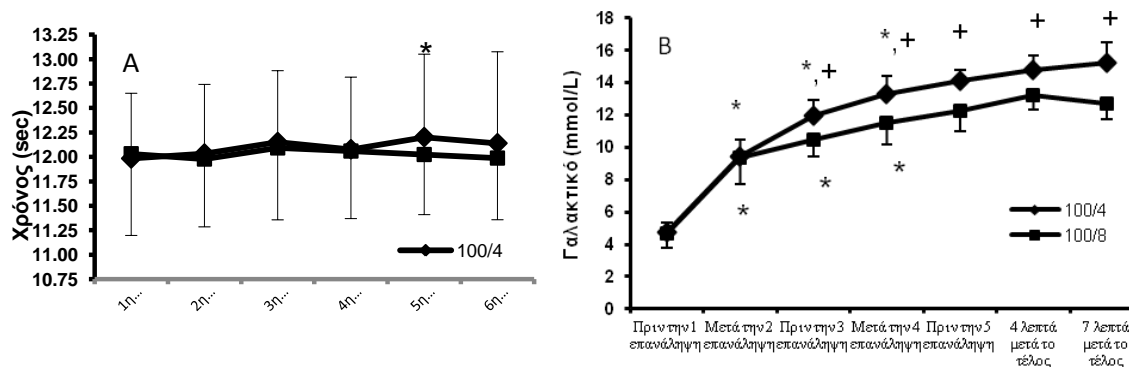 A
Χρόνος (sec)
13.25
13.00
12.75
12.50
12.25
12.00
11.75
11.50
11.25
11.00
10.75
*
100/4
1η...
2η...
3η...
4η...
5η...
6η...
B
Γαλακτικό (mmol/L)
18
16
14
12
10
8
6
4
2
0
*
*, +
*, +
+
+
+
*
*
*
100/4
100/8
Πριν την 1
επανάληψη
Μετά την 2
επανάληψη
Πριν την 3
επανάληψη
Μετά την 4
επανάληψη
Πριν την 5
επανάληψη
4 λεπτά
μετά το
τέλος
7 λεπτά
μετά το
τέλος